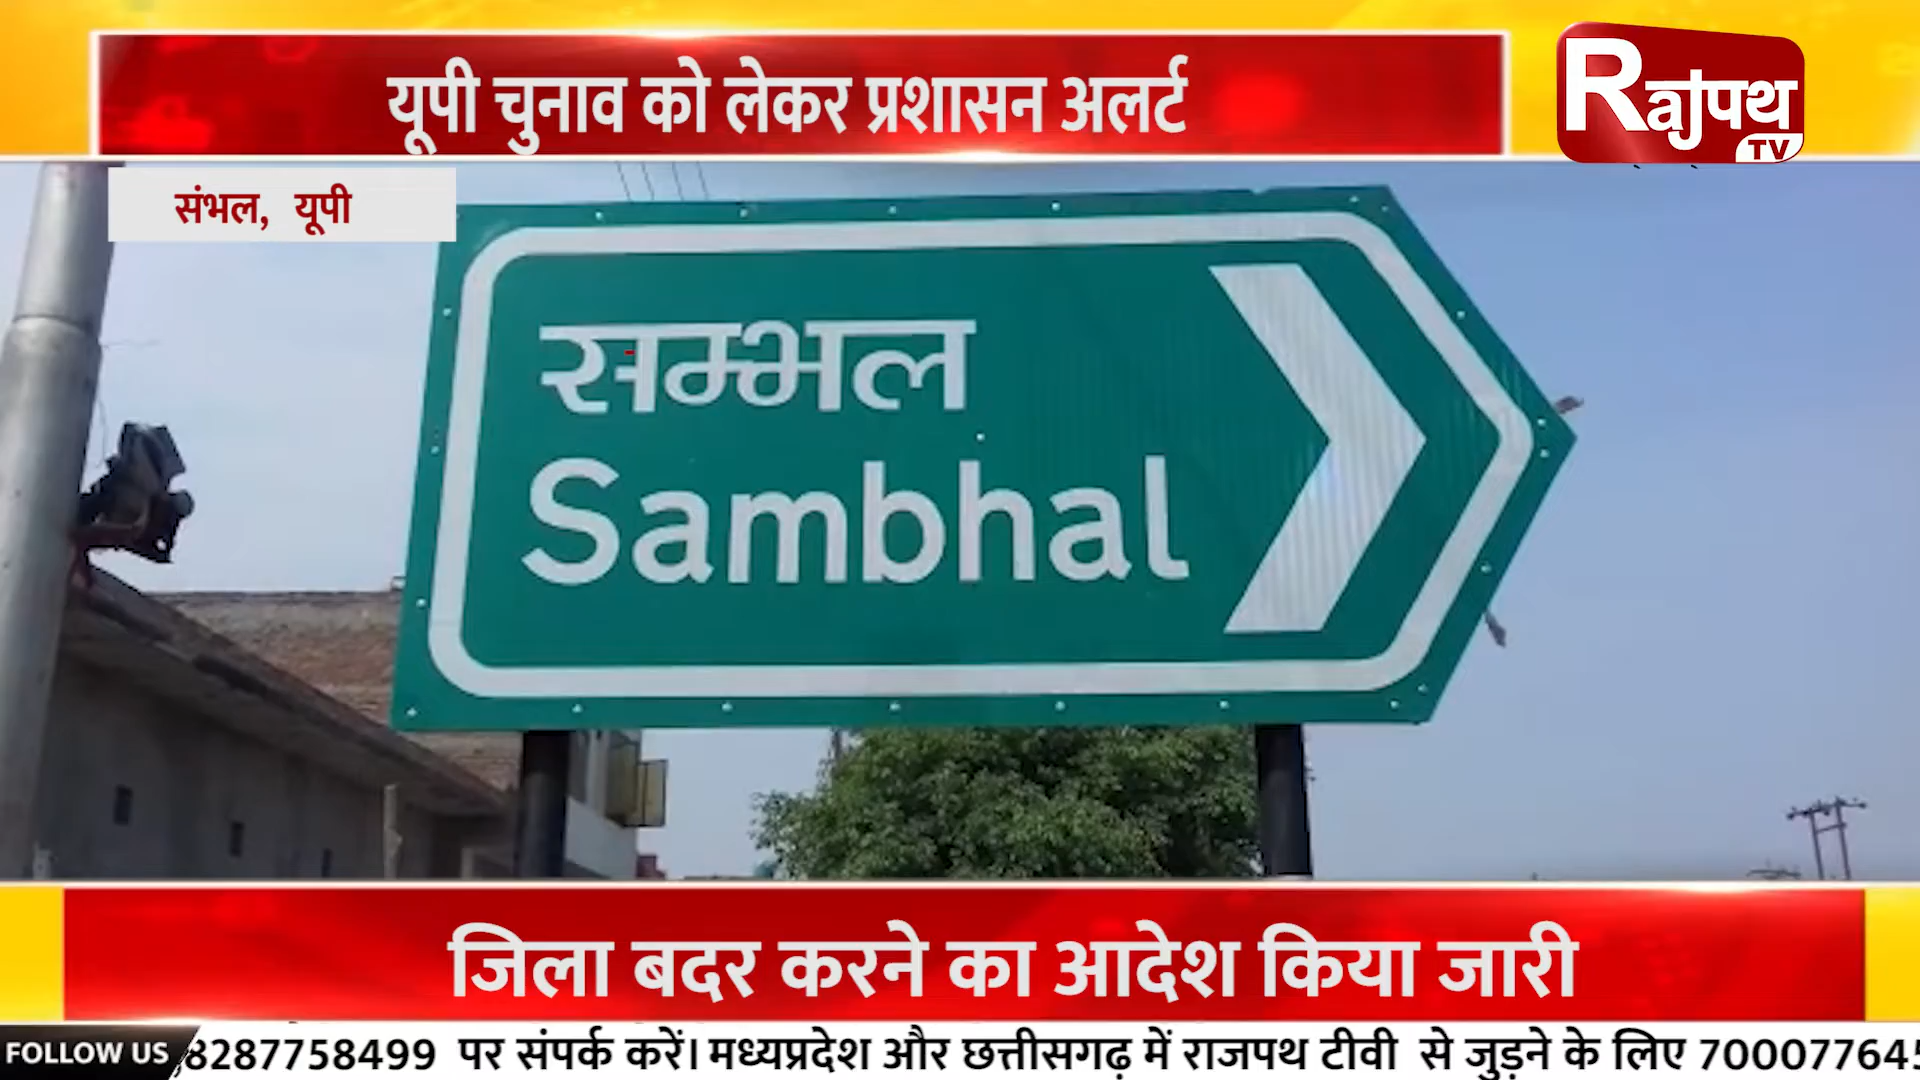 यूपी चुनाव को लेकर प्रशासन अलर्ट
Rajपथ
TV
संभल, यूपी
सम्भल
Sambhal
जिला बदर करने का आदेश किया जारी
FOLLOW US
8287758499 पर संपर्क करें। मध्यप्रदेश और छत्तीसगढ़ में राजपथ टीवी से जुड़ने के लिए 700077645